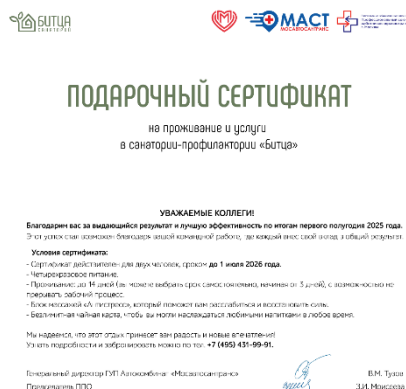 БИТЦА
САНАТОРИЙ
МАСТ
МОСАВТОСАНТРАНС
ПОДАРОЧНЫЙ СЕРТИФИКАТ
на проживание и услуги
в санатории-профилактории «Битца»
УВАЖАЕМЫЕ КОЛЛЕГИ!
Благодарим вас за выдающийся результат и лучшую эффективность по итогам первого полугодия 2025 года.
Этот успех стал возможен благодаря вашей командной работе, где каждый внес свой вклад в общий результат.
Условия сертификата:
- Сертификат действителен для двух человек, сроком до 1 июля 2026 года.
- Четырехразовое питание.
- Проживание: до 14 дней (вы можете выбрать срок самостоятельно, начиная от 3 дней), с возможностью не
прерывать рабочий процесс.
- Блок массажей «Антистресс», который поможет вам расслабиться и восстановить силы.
- Безлимитная чайная карта, чтобы вы могли наслаждаться любимыми напитками в любое время.
Мы надеемся, что этот отдых принесет вам радость и новые впечатления!
Узнать подробности и забронировать можно по тел. +7 (495) 431-99-91.
Генеральный директор ГУП Автокомбинат «Мосавтосантранс»
В.М. Тузов
Председатель ППО
З.И. Моисеева